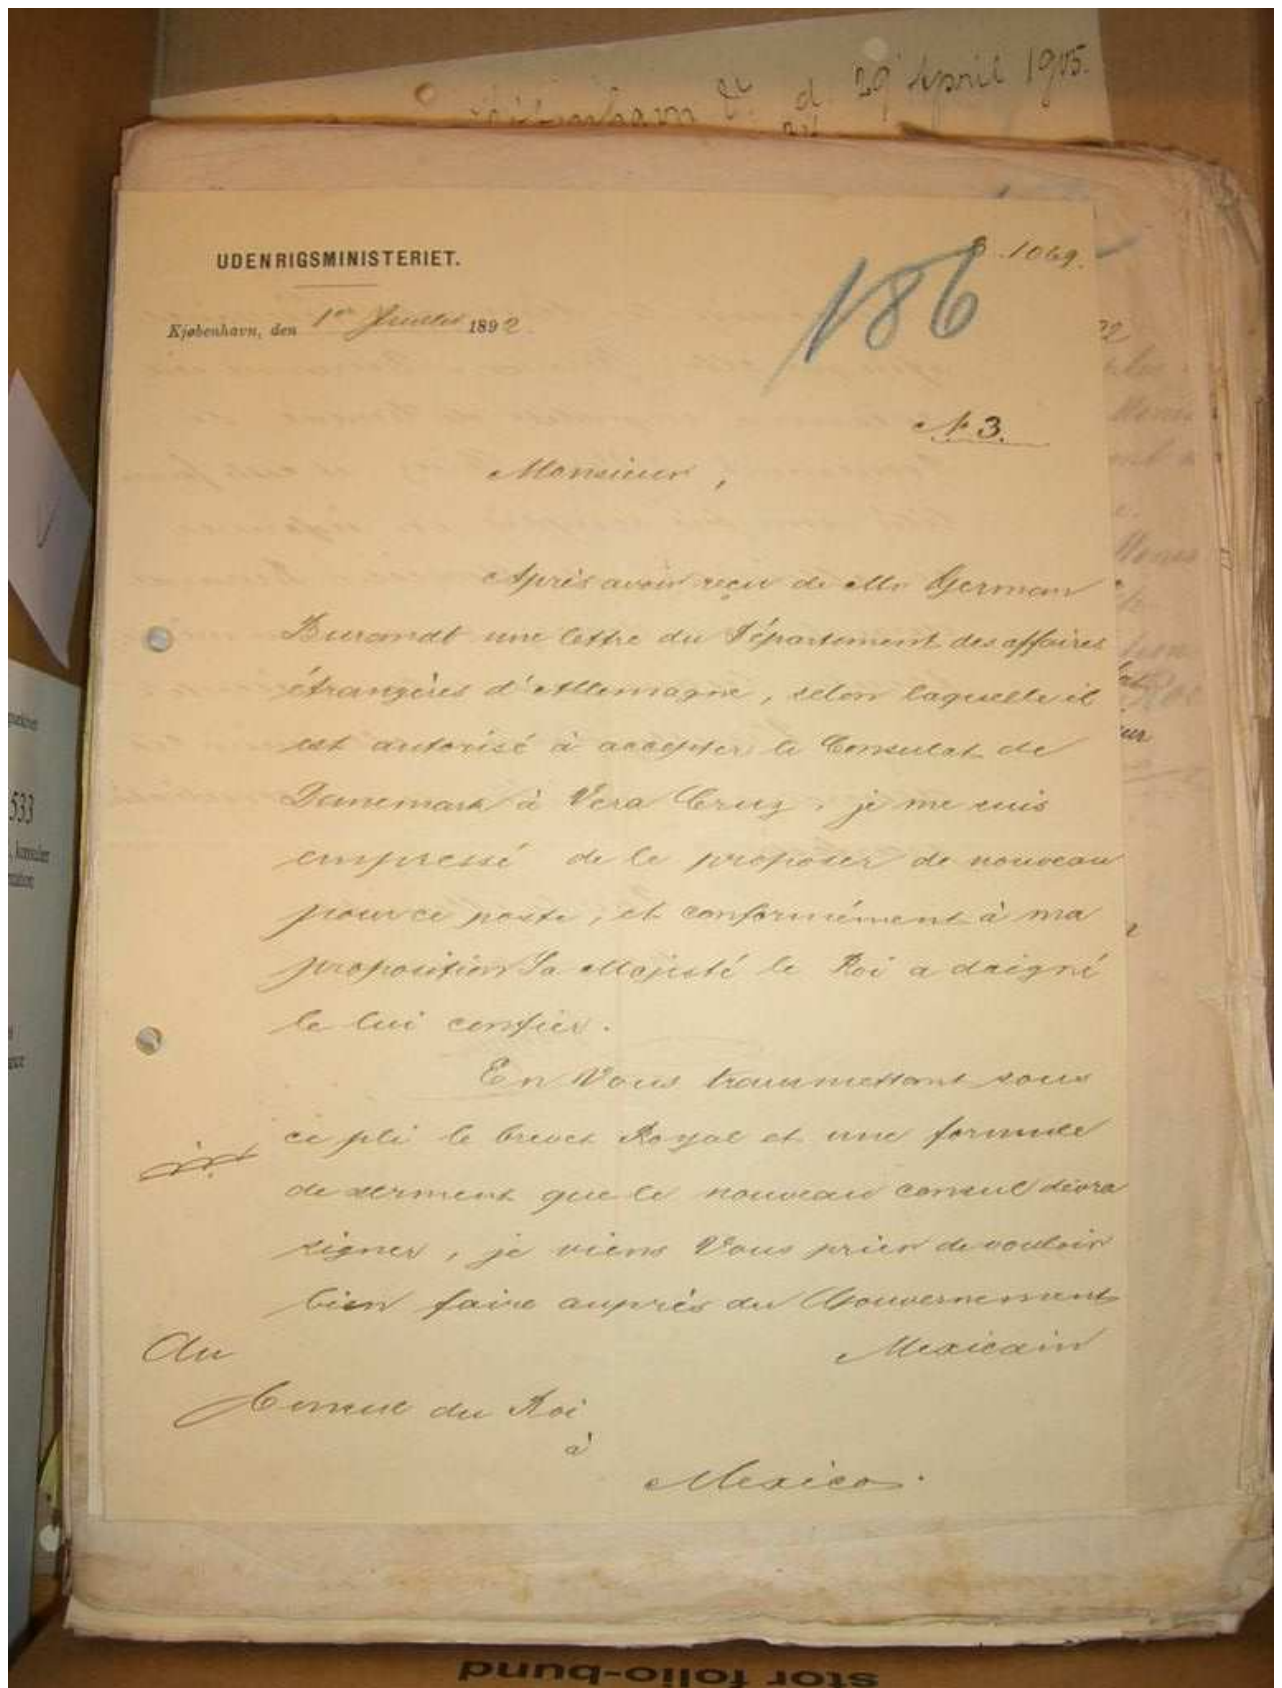 29 April 1905.
d.
UDENRIGSMINISTERIET.
B. 1069.
186
Kjøbenhavn, den 1er Juillet 1892
N 3.
Monsieur,
Après avoir reçu de Mr German
Burandt une lettre du Département des affaires
étrangères d'Allemagne, selon laquelle il
est autorisé à accepter le Consulat de
Danemark à Vera Cruz, je me suis
empressé de le proposer de nouveau
pour ce poste, et conformément à ma
proposition Sa Majesté le Roi a daigné
le lui confier.
En Vous transmettant sous
ce pli le brevet Royal et une formule
de serment que le nouveau consul devra
signer, je viens Vous prier de vouloir
bien faire auprès du Gouvernement
Mexicain
Au
Consul du Roi
à
Mexico.
533
, konsuler
stor folio-bund